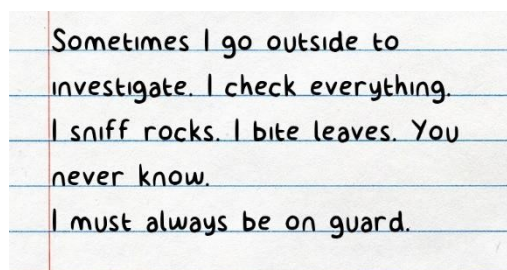 Sometimes I go outside to
investigate. I check everything.
I sniff rocks. I bite leaves. You
never know.
I must always be on guard.